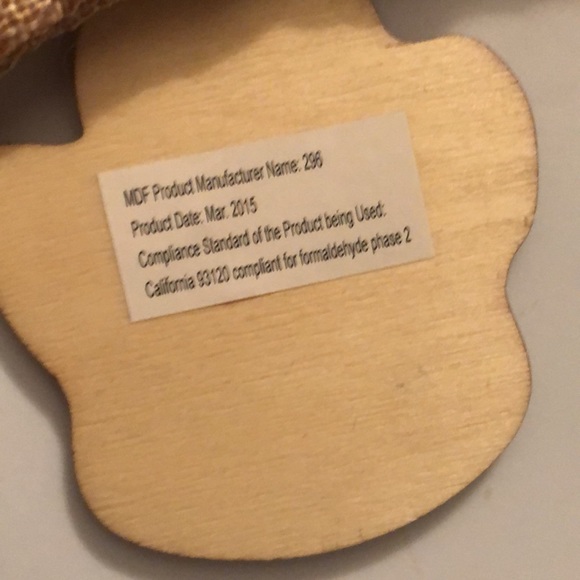 MDF Product Manufacturer Name: 296
Product Date: Mar. 2015
Compliance Standard of the Product being Used:
California 93120 compliant for formaldehyde phase 2